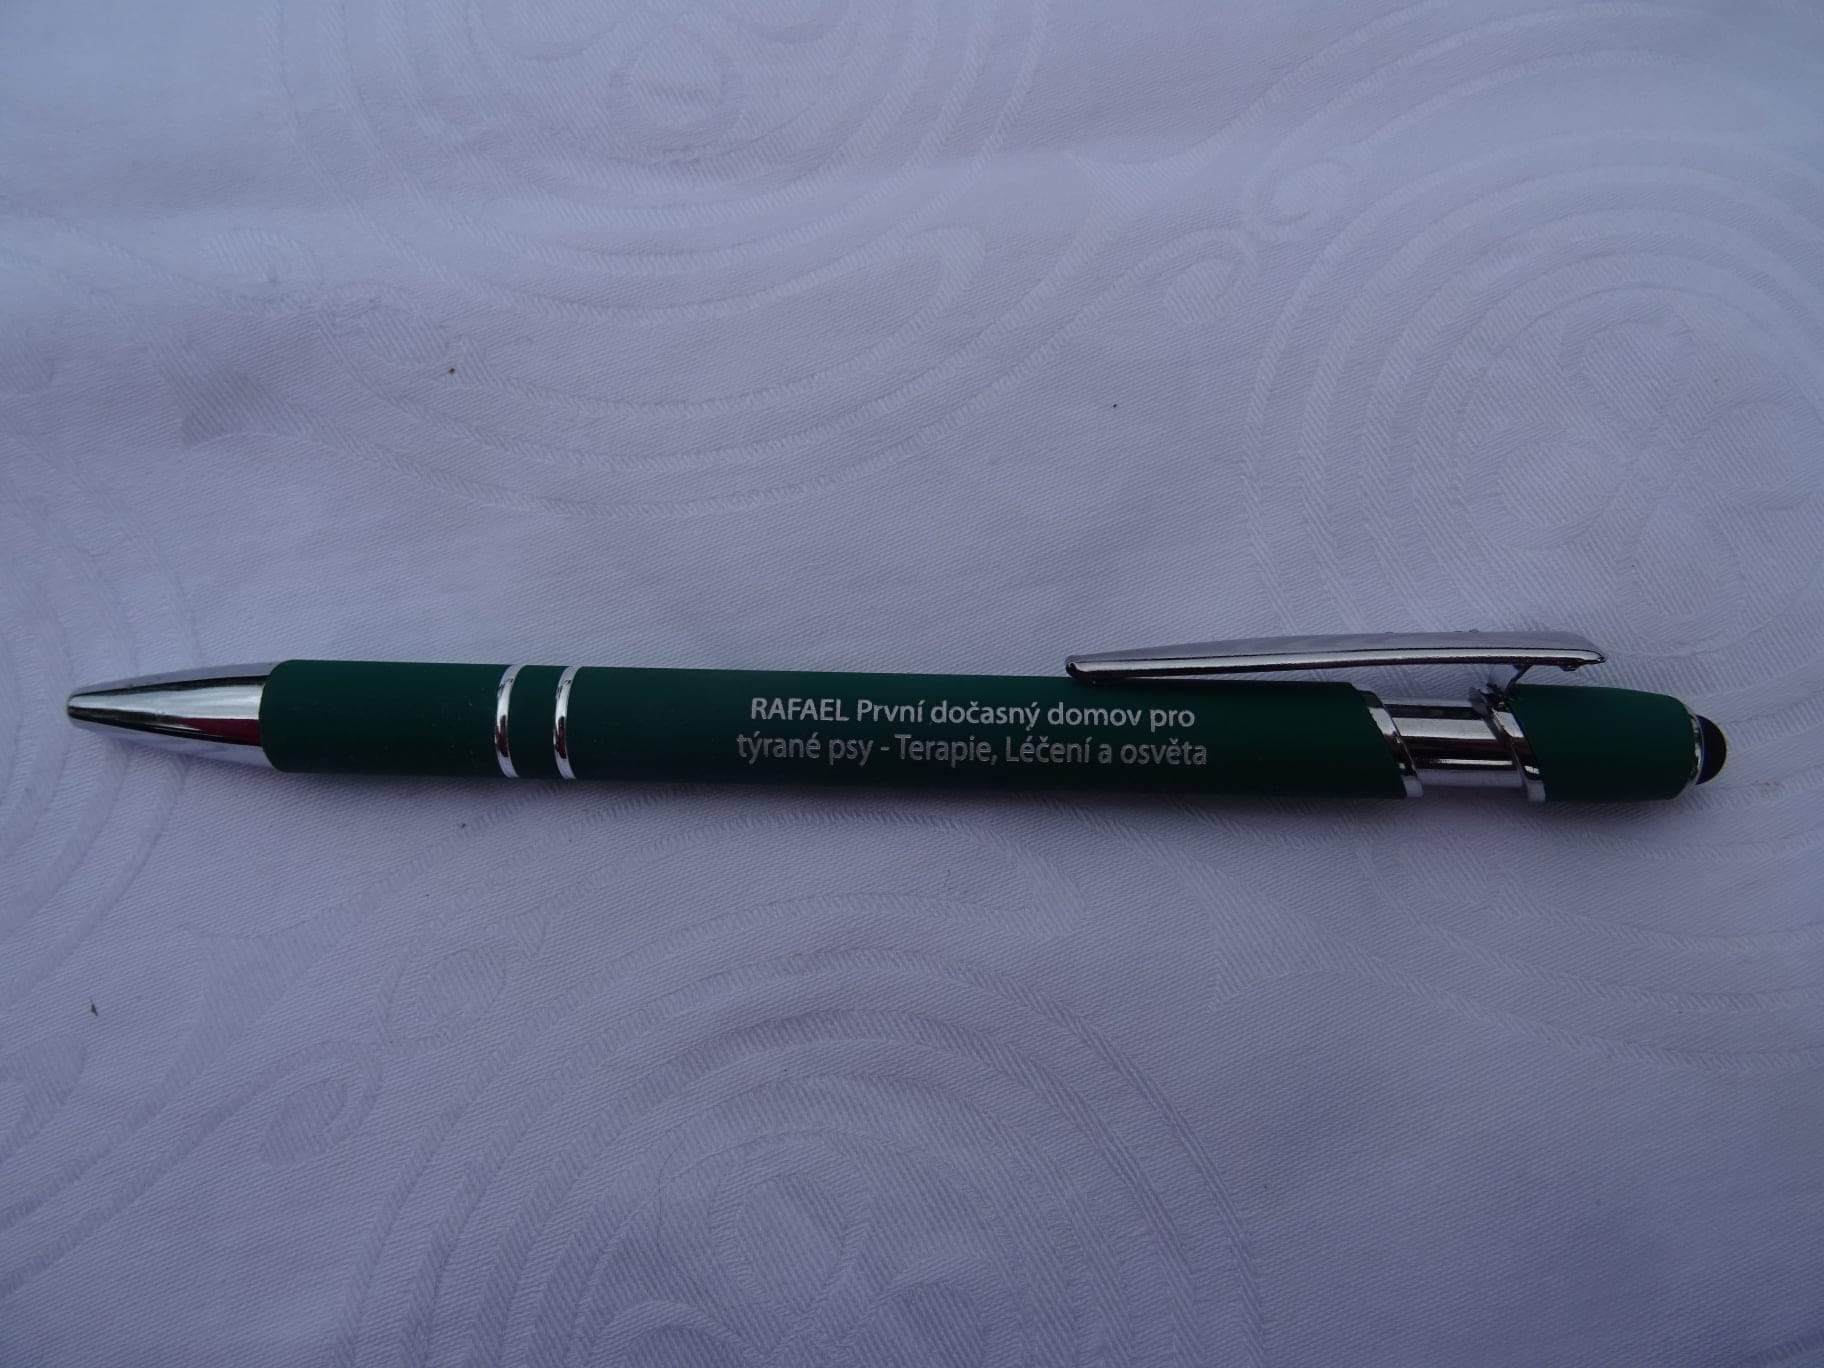 RAFAEL První dočasný domov pro
týrané psy - Terapie, Léčení a osvěta